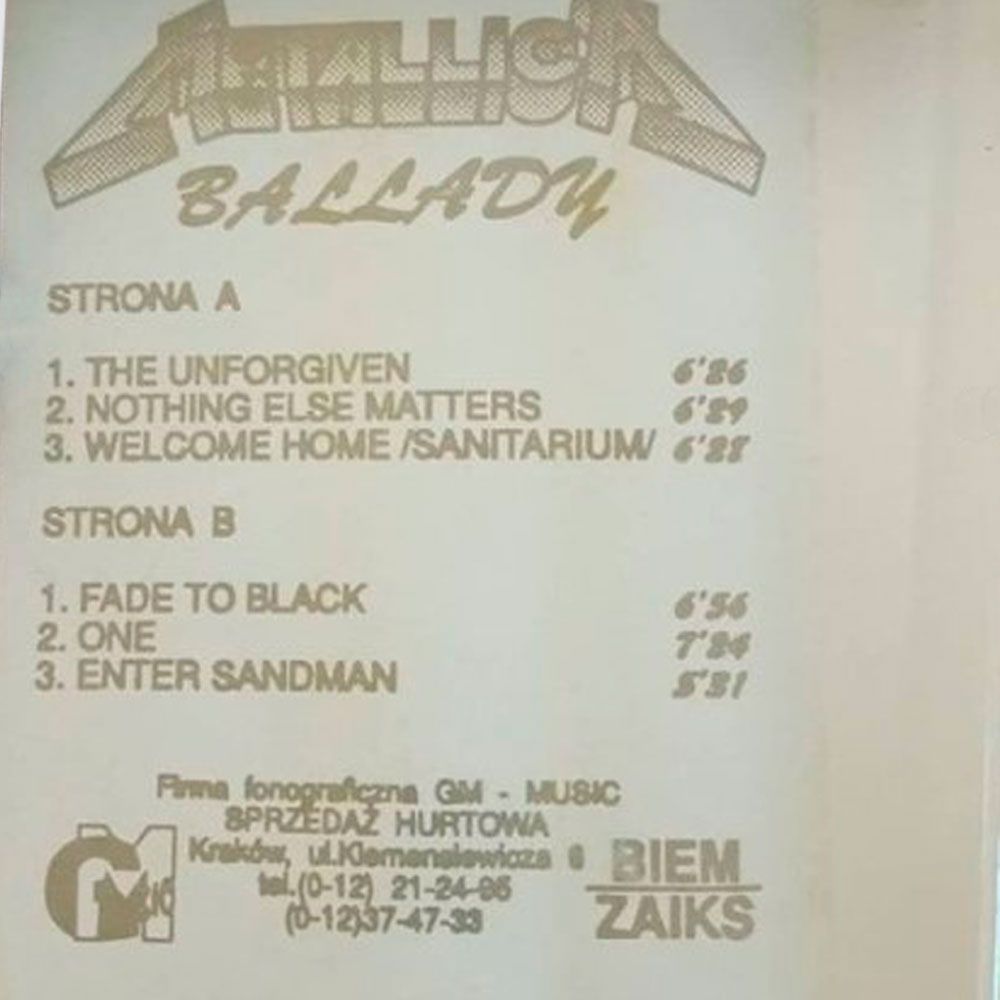 METALLICA
BALLADY
STRONA A
1. THE UNFORGIVEN 6'26
2. NOTHING ELSE MATTERS 6'29
3. WELCOME HOME /SANITARIUM/ 6'28
STRONA B
1. FADE TO BLACK 6'56
2. ONE 7'24
3. ENTER SANDMAN 5'31
Firma fonograficzna GM - MUSIC
SPRZEDAŻ HURTOWA
Kraków, ul.Klemensiewicza 6
tel.(0-12) 21-24-95
(0-12)37-47-33
BIEM
ZAIKS